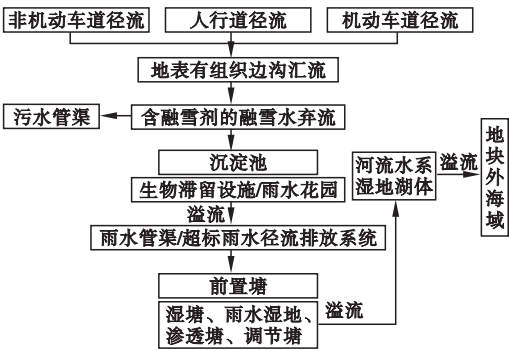 非机动车道径流
人行道径流
机动车道径流
地表有组织边沟汇流
污水管渠
含融雪剂的融雪水弃流
沉淀池
生物滞留设施/雨水花园
溢流
雨水管渠/超标雨水径流排放系统
前置塘
湿塘、雨水湿地、
渗透塘、调节塘
溢流
河流水系
湿地湖体
溢流
地块外海域